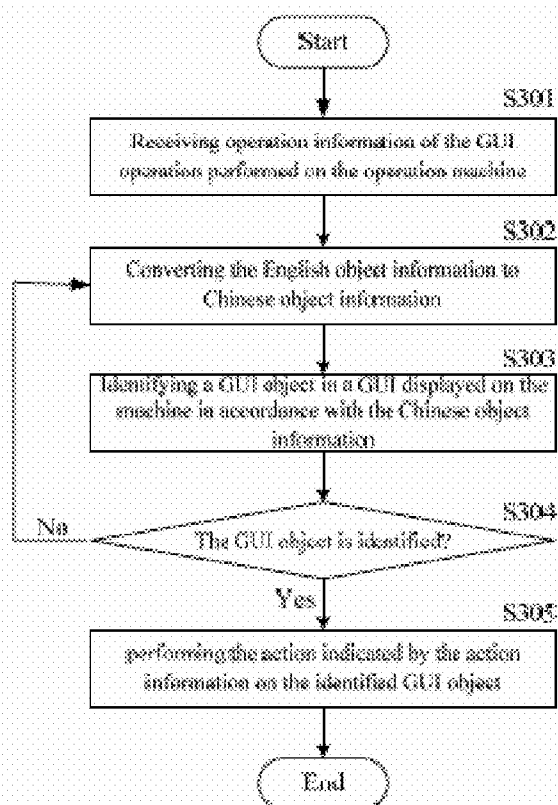 Start
S301
Receiving operation information of the GUI
operation performed on the operation machine
S302
Converting the English object information to
Chinese object information
S303
Identifying a GUI object in a GUI displayed on the
machine in accordance with the Chinese object
information
S304
No
The GUI object is identified?
Yes
S305
performing the action indicated by the action
information on the identified GUI object
End